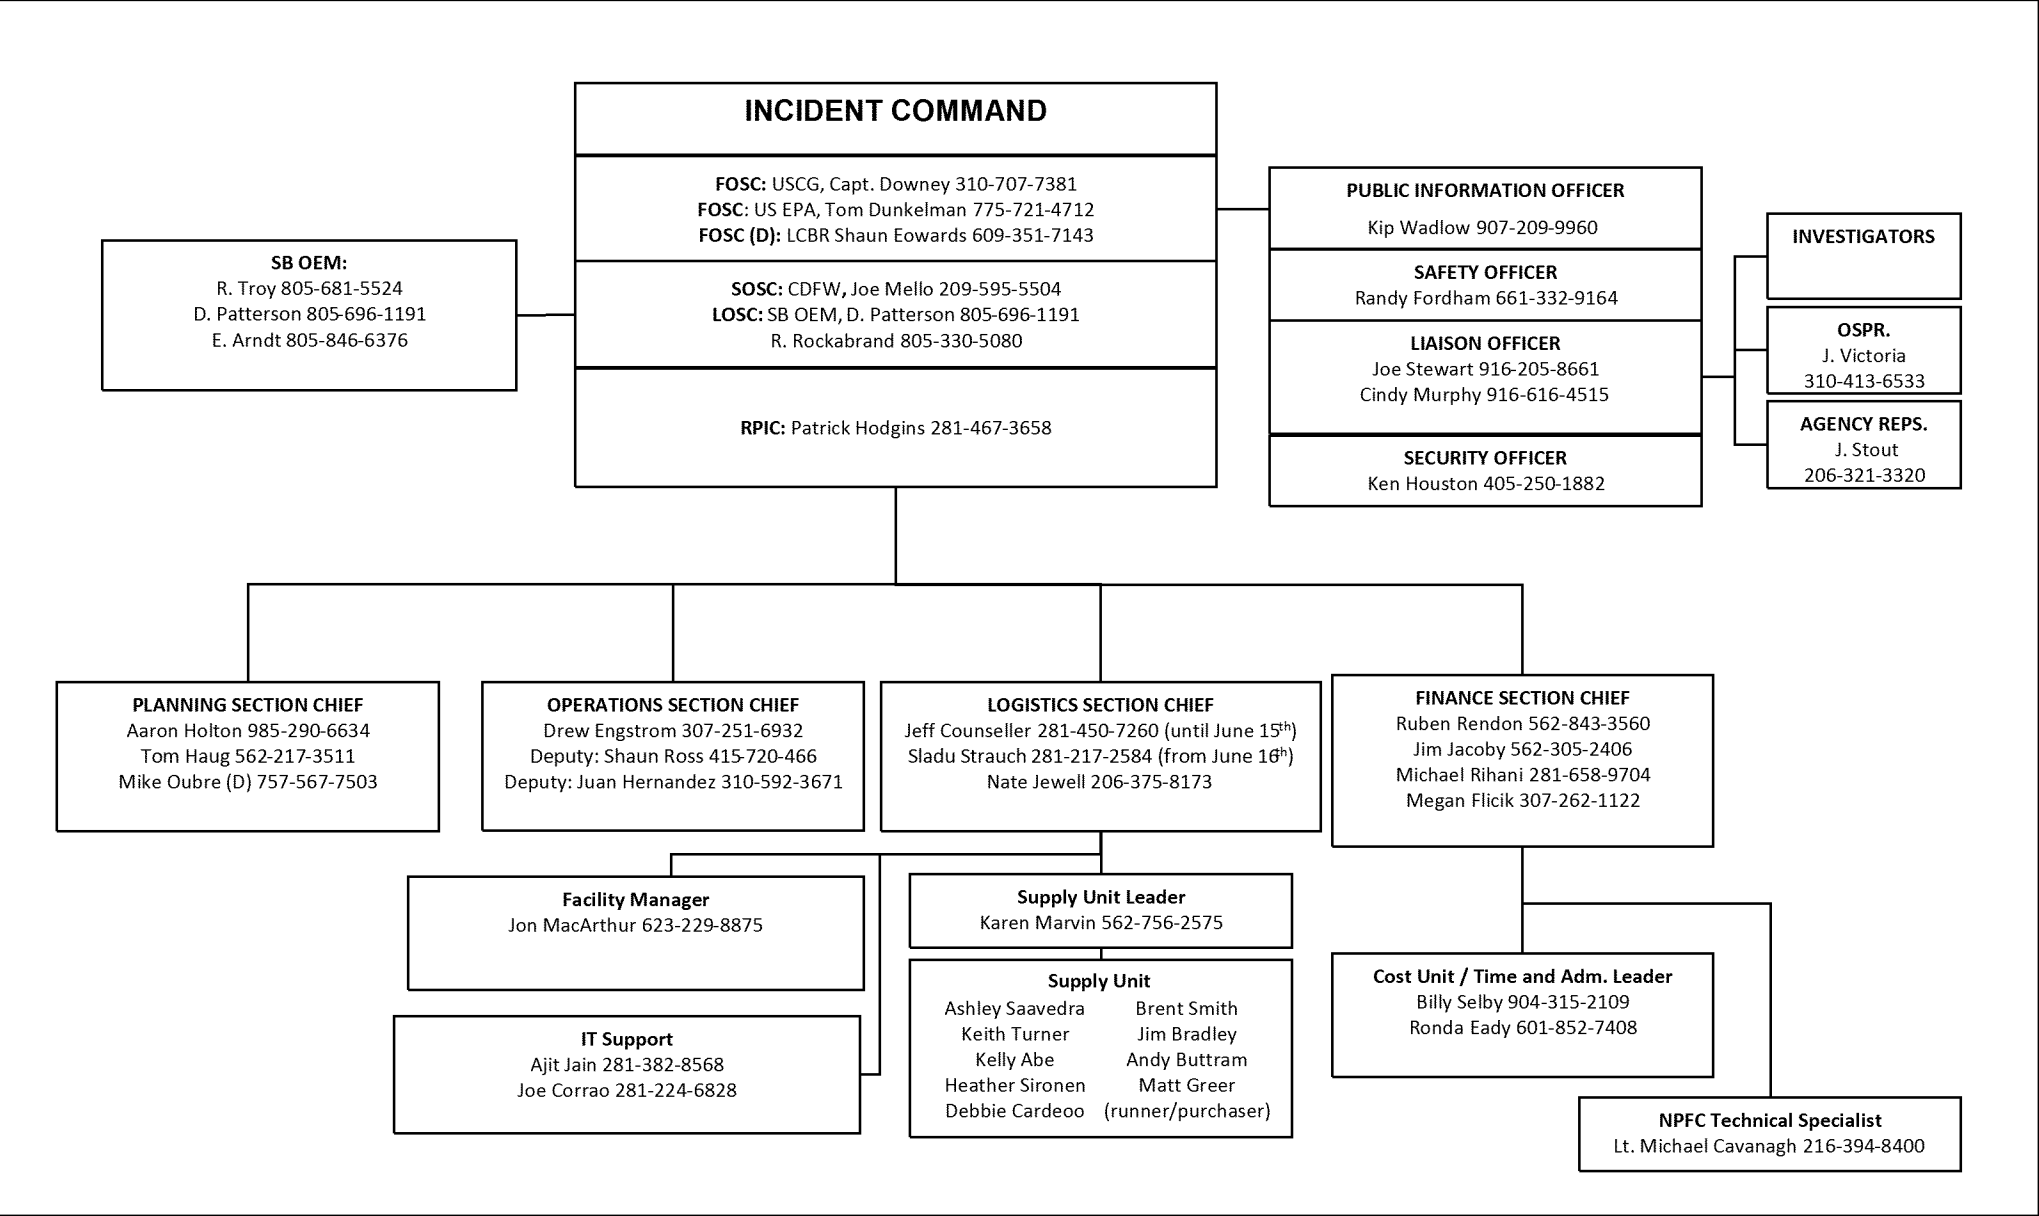 INCIDENT COMMAND
FOSC: USCG, Capt. Downey 310-707-7381
FOSC: US EPA, Tom Dunkelman 775-721-4712
FOSC (D): LCBR Shaun Eowards 609-351-7143
SOSC: CDFW, Joe Mello 209-595-5504
LOSC: SB OEM, D. Patterson 805-696-1191
R. Rockabrand 805-330-5080
RPIC: Patrick Hodgins 281-467-3658
SB OEM:
R. Troy 805-681-5524
D. Patterson 805-696-1191
E. Arndt 805-846-6376
PUBLIC INFORMATION OFFICER
Kip Wadlow 907-209-9960
SAFETY OFFICER
Randy Fordham 661-332-9164
LIAISON OFFICER
Joe Stewart 916-205-8661
Cindy Murphy 916-616-4515
SECURITY OFFICER
Ken Houston 405-250-1882
INVESTIGATORS
OSPR.
J. Victoria
310-413-6533
AGENCY REPS.
J. Stout
206-321-3320
PLANNING SECTION CHIEF
Aaron Holton 985-290-6634
Tom Haug 562-217-3511
Mike Oubre (D) 757-567-7503
OPERATIONS SECTION CHIEF
Drew Engstrom 307-251-6932
Deputy: Shaun Ross 415-720-466
Deputy: Juan Hernandez 310-592-3671
LOGISTICS SECTION CHIEF
Jeff Counseller 281-450-7260 (until June 15th)
Sladu Strauch 281-217-2584 (from June 16th)
Nate Jewell 206-375-8173
FINANCE SECTION CHIEF
Ruben Rendon 562-843-3560
Jim Jacoby 562-305-2406
Michael Rihani 281-658-9704
Megan Flicik 307-262-1122
Facility Manager
Jon MacArthur 623-229-8875
IT Support
Ajit Jain 281-382-8568
Joe Corrao 281-224-6828
Supply Unit Leader
Karen Marvin 562-756-2575
Supply Unit
Ashley Saavedra Brent Smith
Keith Turner Jim Bradley
Kelly Abe Andy Buttram
Heather Sironen Matt Greer
Debbie Cardeoo (runner/purchaser)
Cost Unit / Time and Adm. Leader
Billy Selby 904-315-2109
Ronda Eady 601-852-7408
NPFC Technical Specialist
Lt. Michael Cavanagh 216-394-8400